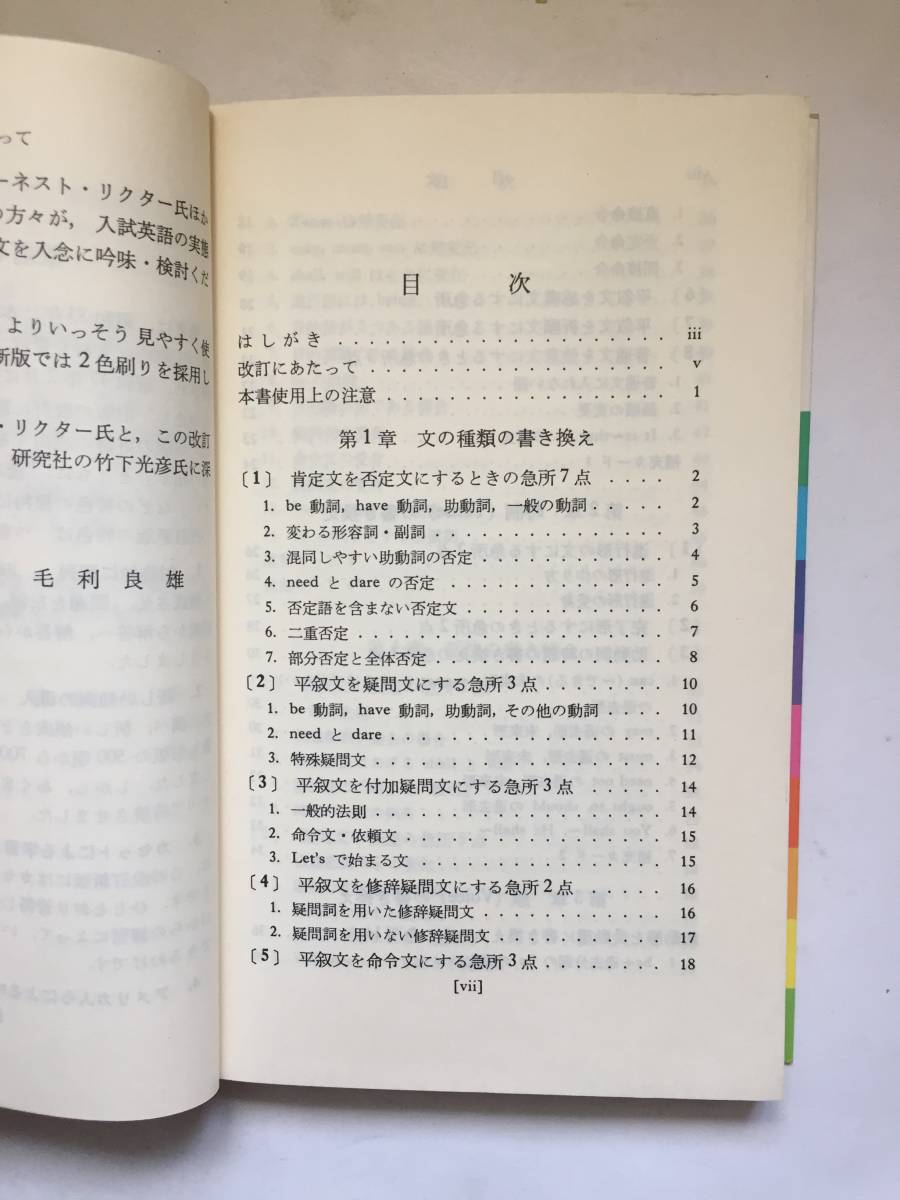 って
ーネスト・リクター氏ほか
の方々が，入試英語の実態
文を入念に吟味・検討くだ
よりいっそう見やすく使
新版では2色刷りを採用し
・リクター氏と，この改訂
研究社の竹下光彦氏に深
毛利良雄
目次
はしがき . . . . . . . . . . . . . . . . . . . . iii
改訂にあたって . . . . . . . . . . . . . . . . . . v
本書使用上の注意 . . . . . . . . . . . . . . . . . 1
第1章 文の種類の書き換え
〔1〕 肯定文を否定文にするときの急所7点 . . . . 2
1. be 動詞，have 動詞，助動詞，一般の動詞 . . . . . . 2
2. 変わる形容詞・副詞 . . . . . . . . . . . . . . . 3
3. 混同しやすい助動詞の否定 . . . . . . . . . . . . 4
4. need と dare の否定 . . . . . . . . . . . . . . 5
5. 否定語を含まない否定文 . . . . . . . . . . . . . 6
6. 二重否定 . . . . . . . . . . . . . . . . . . . 7
7. 部分否定と全体否定 . . . . . . . . . . . . . . . 8
〔2〕 平叙文を疑問文にする急所3点 . . . . . . . 10
1. be 動詞，have 動詞，助動詞，その他の動詞 . . . . . 10
2. need と dare . . . . . . . . . . . . . . . . . 11
3. 特殊疑問文 . . . . . . . . . . . . . . . . . . 12
〔3〕 平叙文を付加疑問文にする急所3点 . . . . . 14
1. 一般的法則 . . . . . . . . . . . . . . . . . . 14
2. 命令文・依頼文 . . . . . . . . . . . . . . . . 15
3. Let's で始まる文 . . . . . . . . . . . . . . . . 15
〔4〕 平叙文を修辞疑問文にする急所2点 . . . . . 16
1. 疑問詞を用いた修辞疑問文 . . . . . . . . . . . . 16
2. 疑問詞を用いない修辞疑問文 . . . . . . . . . . . 17
〔5〕 平叙文を命令文にする急所3点 . . . . . . . 18
[vii]